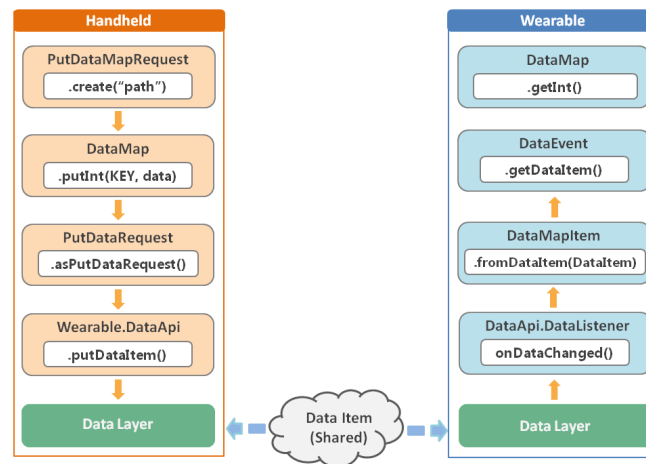 Handheld
PutDataMapRequest
.create(“path”)
DataMap
.putInt(KEY, data)
PutDataRequest
.asPutDataRequest()
Wearable.DataApi
.putDataItem()
Data Layer
Data Item
(Shared)
Wearable
DataMap
.getInt()
DataEvent
.getDataItem()
DataMapItem
.fromDataItem(DataItem)
DataApi.DataListener
onDataChanged()
Data Layer